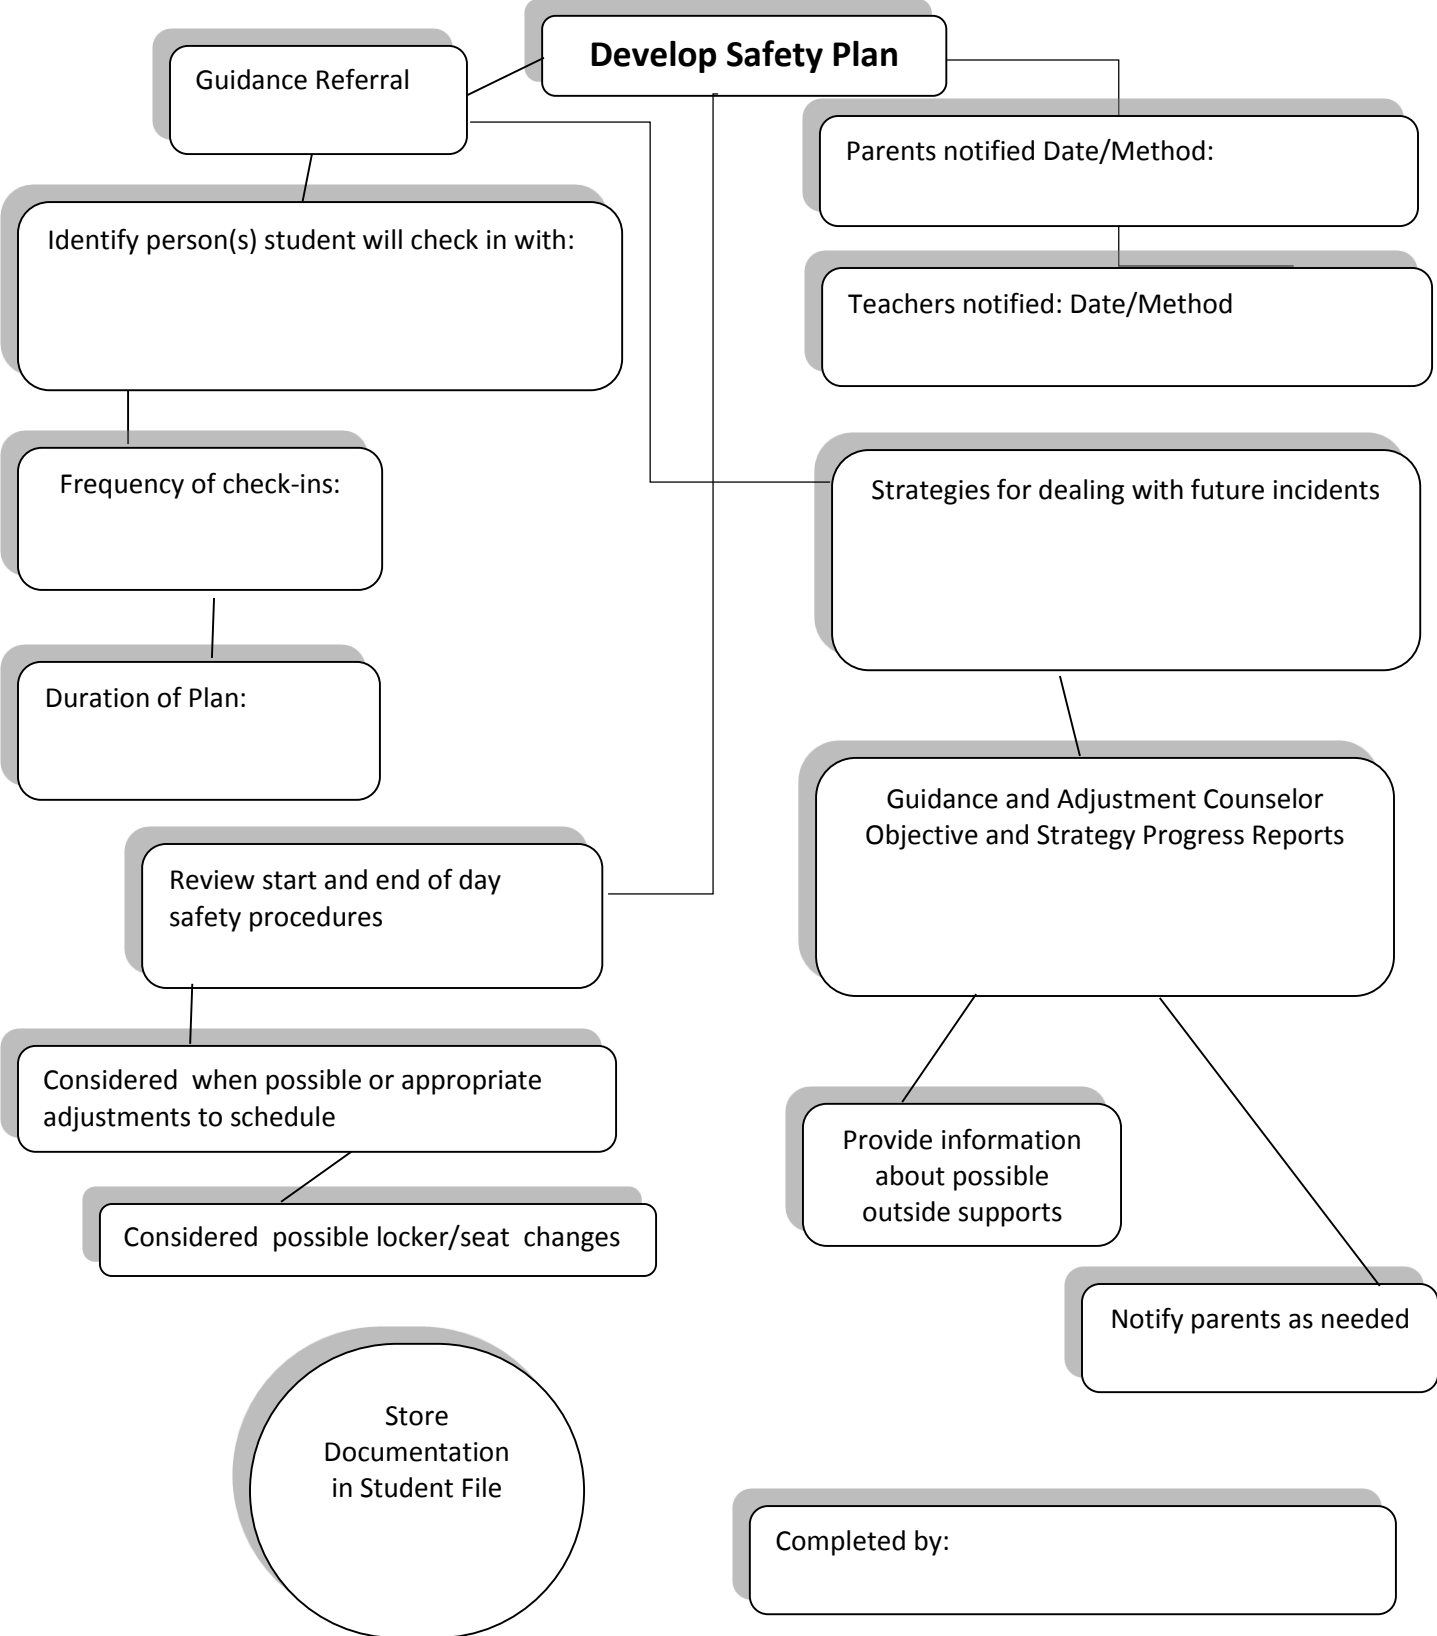 Develop Safety Plan
Guidance Referral
Parents notified Date/Method:
Identify person(s) student will check in with:
Teachers notified: Date/Method
Frequency of check-ins:
Strategies for dealing with future incidents
Duration of Plan:
Guidance and Adjustment Counselor
Objective and Strategy Progress Reports
Review start and end of day
safety procedures
Considered  when possible or appropriate
adjustments to schedule
Provide information
about possible
outside supports
Considered  possible locker/seat  changes
Notify parents as needed
Store
Documentation
in Student File
Completed by: